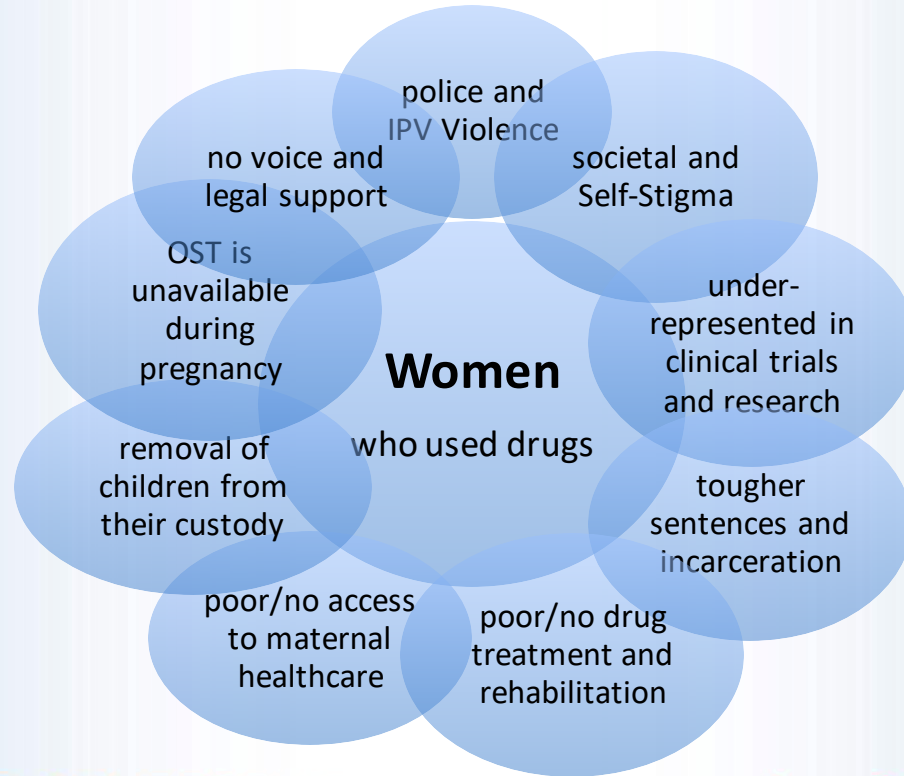 police and
IPV Violence
societal and
Self-Stigma
under-
represented in
clinical trials
and research
tougher
sentences and
incarceration
poor/no drug
treatment and
rehabilitation
poor/no access
to maternal
healthcare
removal of
children from
their custody
OST is
unavailable
during
pregnancy
no voice and
legal support
Women
who used drugs